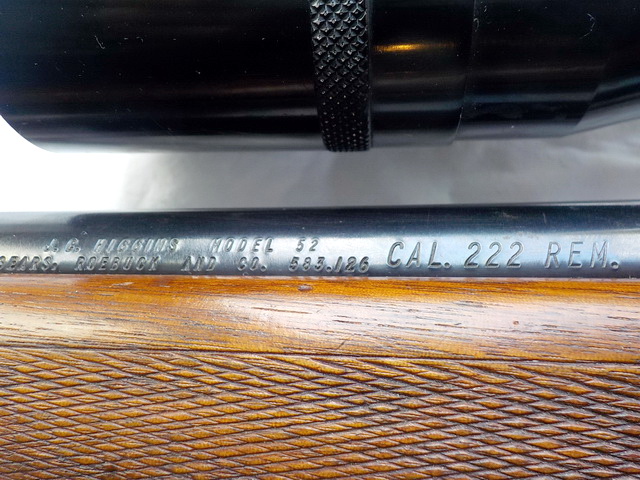 J.C. HIGGINS MODEL 52
SEARS, ROEBUCK AND CO. 583.126
CAL. 222 REM.